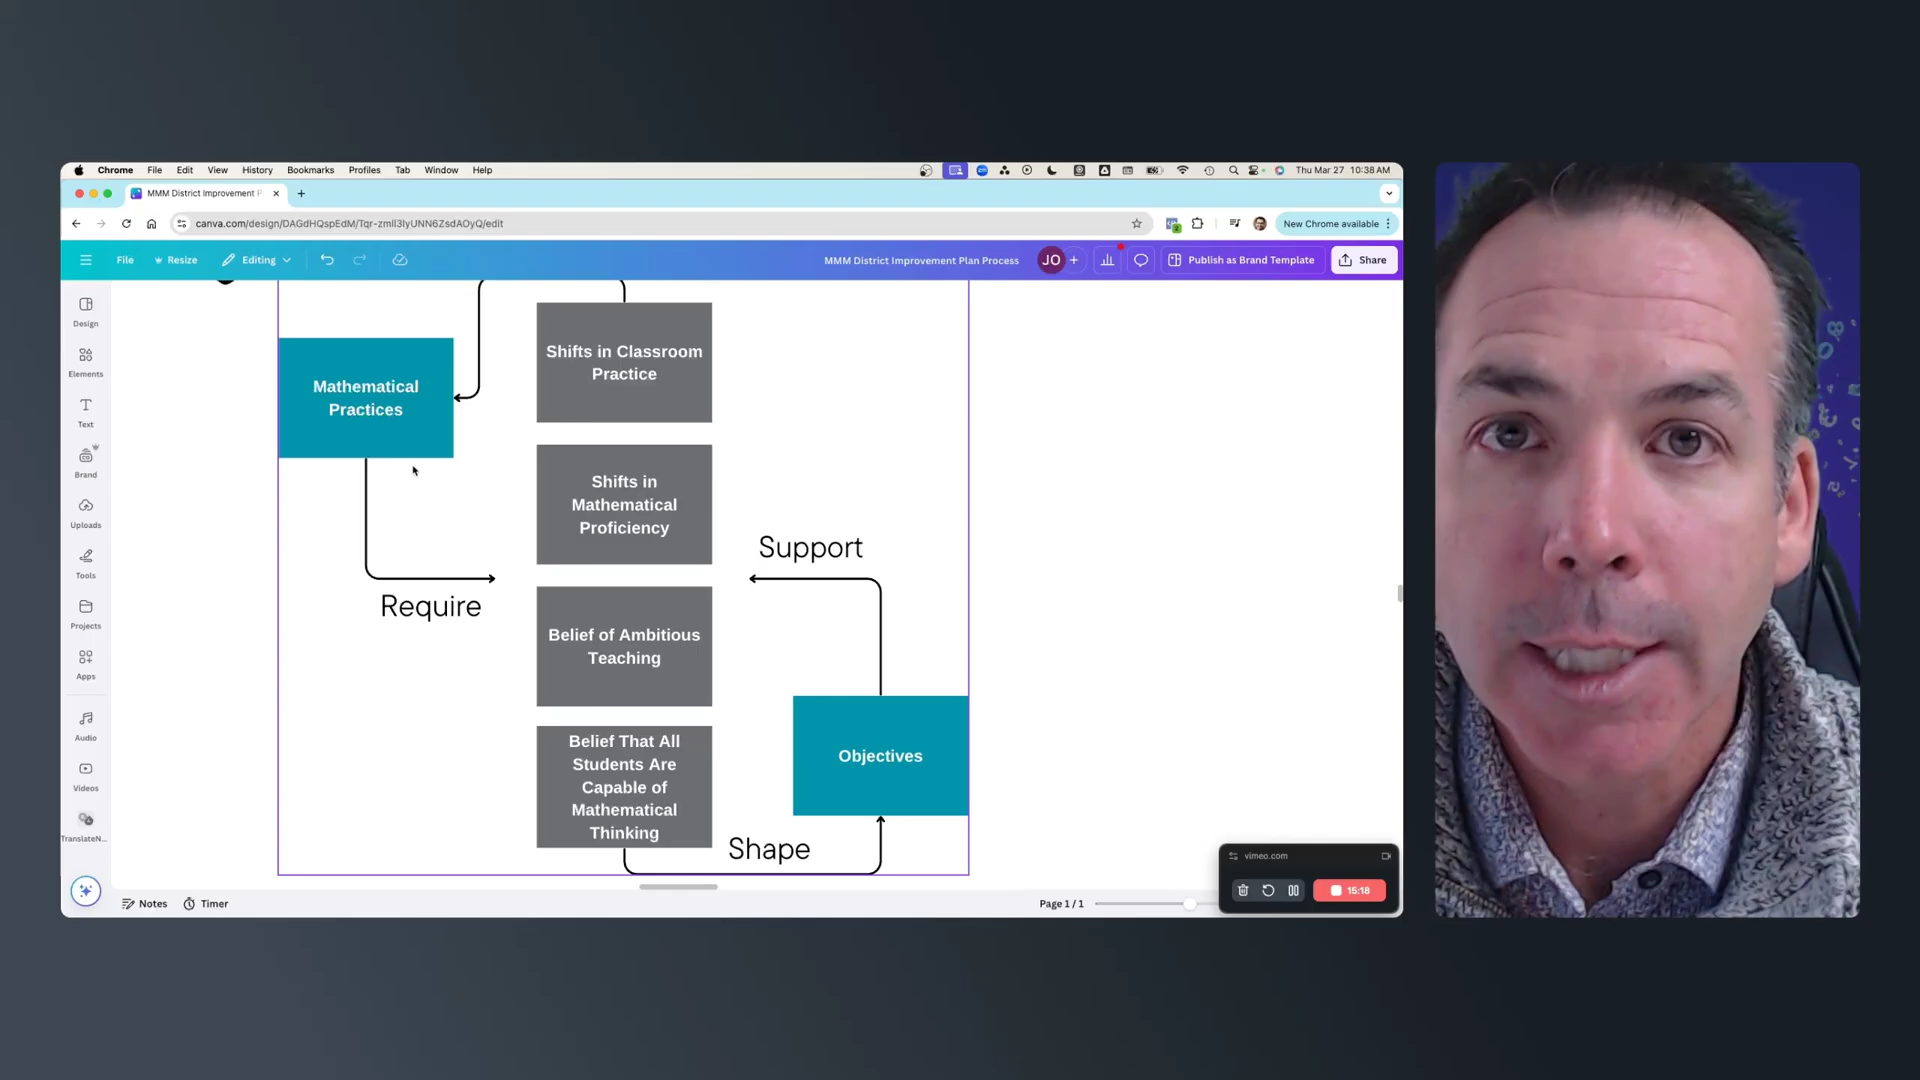 Chrome File Edit View History Bookmarks Profiles Tab Window Help
Thu Mar 27 10:38 AM
MMM District Improvement P
canva.com/design/DAGdHQspEdM/Tqr-zmll3lyUNN6ZsdAOyQ/edit
New Chrome available
File Resize Editing
MMM District Improvement Plan Process
JO
Publish as Brand Template
Share
Design
Elements
Text
Brand
Uploads
Tools
Projects
Apps
Audio
Videos
TranslateN...
Mathematical
Practices
Shifts in Classroom
Practice
Shifts in
Mathematical
Proficiency
Support
Require
Belief of Ambitious
Teaching
Belief That All
Students Are
Capable of
Mathematical
Thinking
Objectives
Shape
vimeo.com
15:18
Notes
Timer
Page 1 / 1